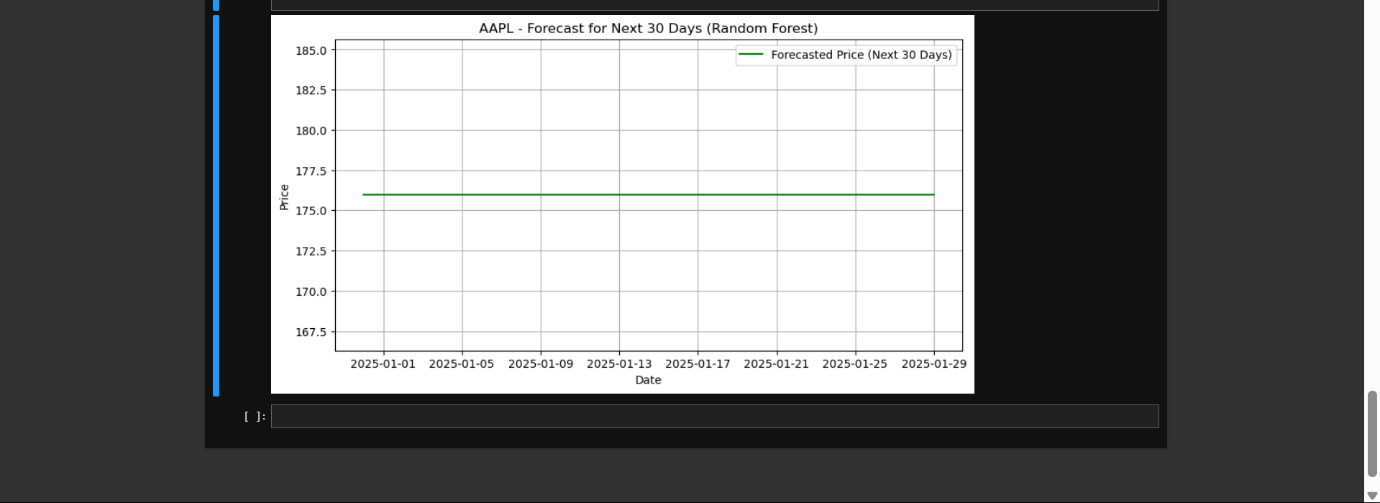 AAPL - Forecast for Next 30 Days (Random Forest)
Forecasted Price (Next 30 Days)
185.0
182.5
180.0
177.5
175.0
172.5
170.0
167.5
Price
2025-01-01 2025-01-05 2025-01-09 2025-01-13 2025-01-17 2025-01-21 2025-01-25 2025-01-29
Date
[ ]: